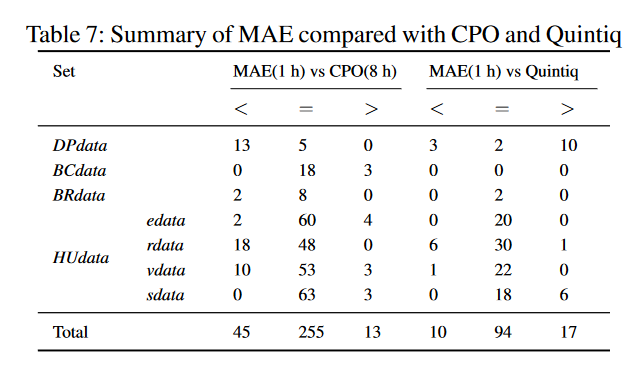 Table 7: Summary of MAE compared with CPO and Quintiq
Set MAE(1 h) vs CPO(8 h) MAE(1 h) vs Quintiq
< = > < = >
DPdata 13 5 0 3 2 10
BCdata 0 18 3 0 0 0
BRdata 2 8 0 0 2 0
edata 2 60 4 0 20 0
HUdata rdata 18 48 0 6 30 1
vdata 10 53 3 1 22 0
sdata 0 63 3 0 18 6
Total 45 255 13 10 94 17